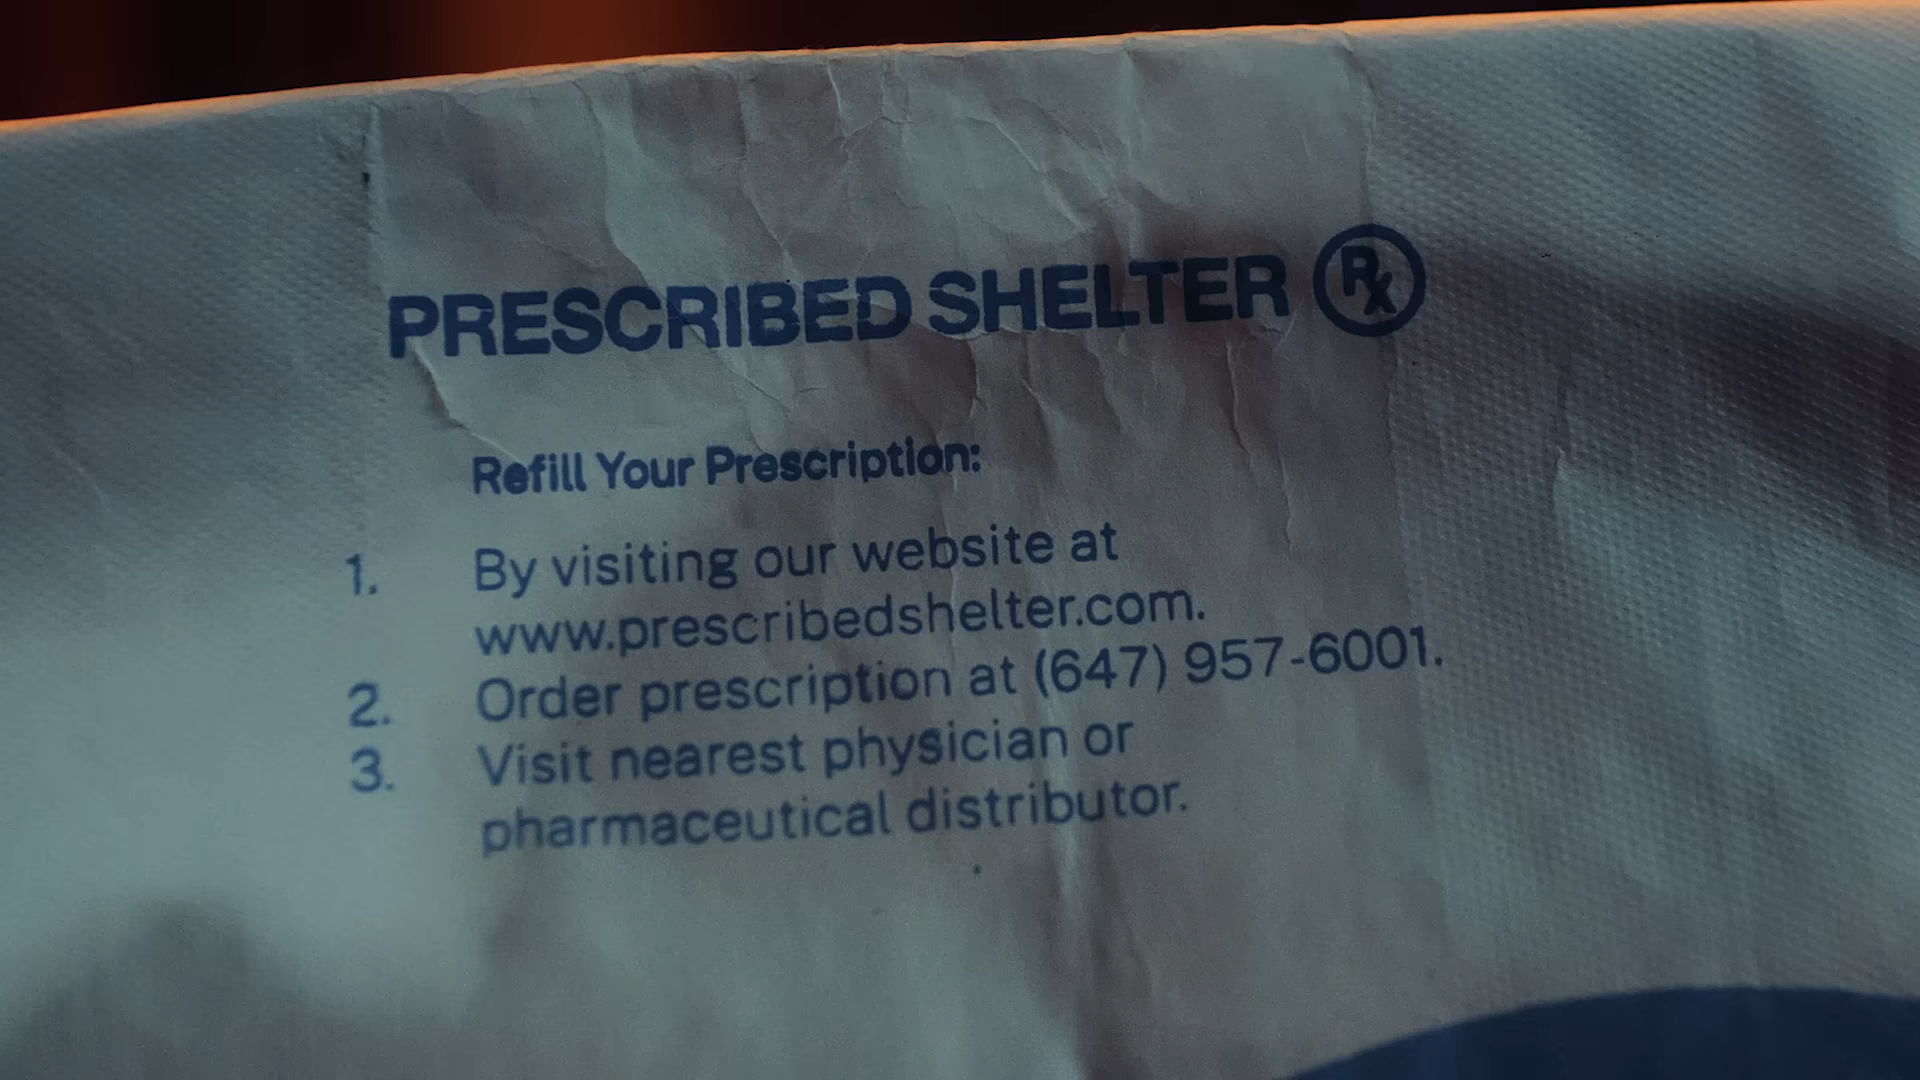 PRESCRIBED SHELTER Rx
Refill Your Prescription:
1. By visiting our website at
www.prescribedshelter.com.
2. Order prescription at (647) 957-6001.
3. Visit nearest physician or
pharmaceutical distributor.